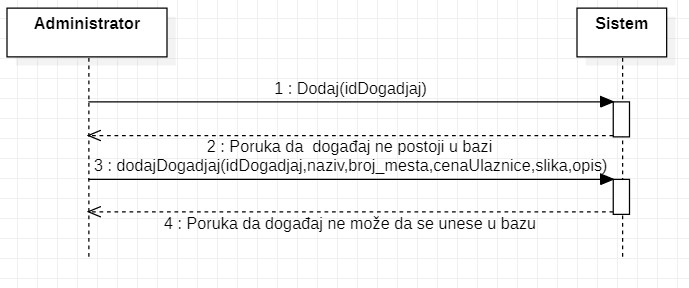 Administrator
Sistem
1 : Dodaj(idDogadjaj)
2 : Poruka da  događaj ne postoji u bazi
3 : dodajDogadjaj(idDogadjaj,naziv,broj_mesta,cenaUlaznice,slika,opis)
4 : Poruka da događaj ne može da se unese u bazu